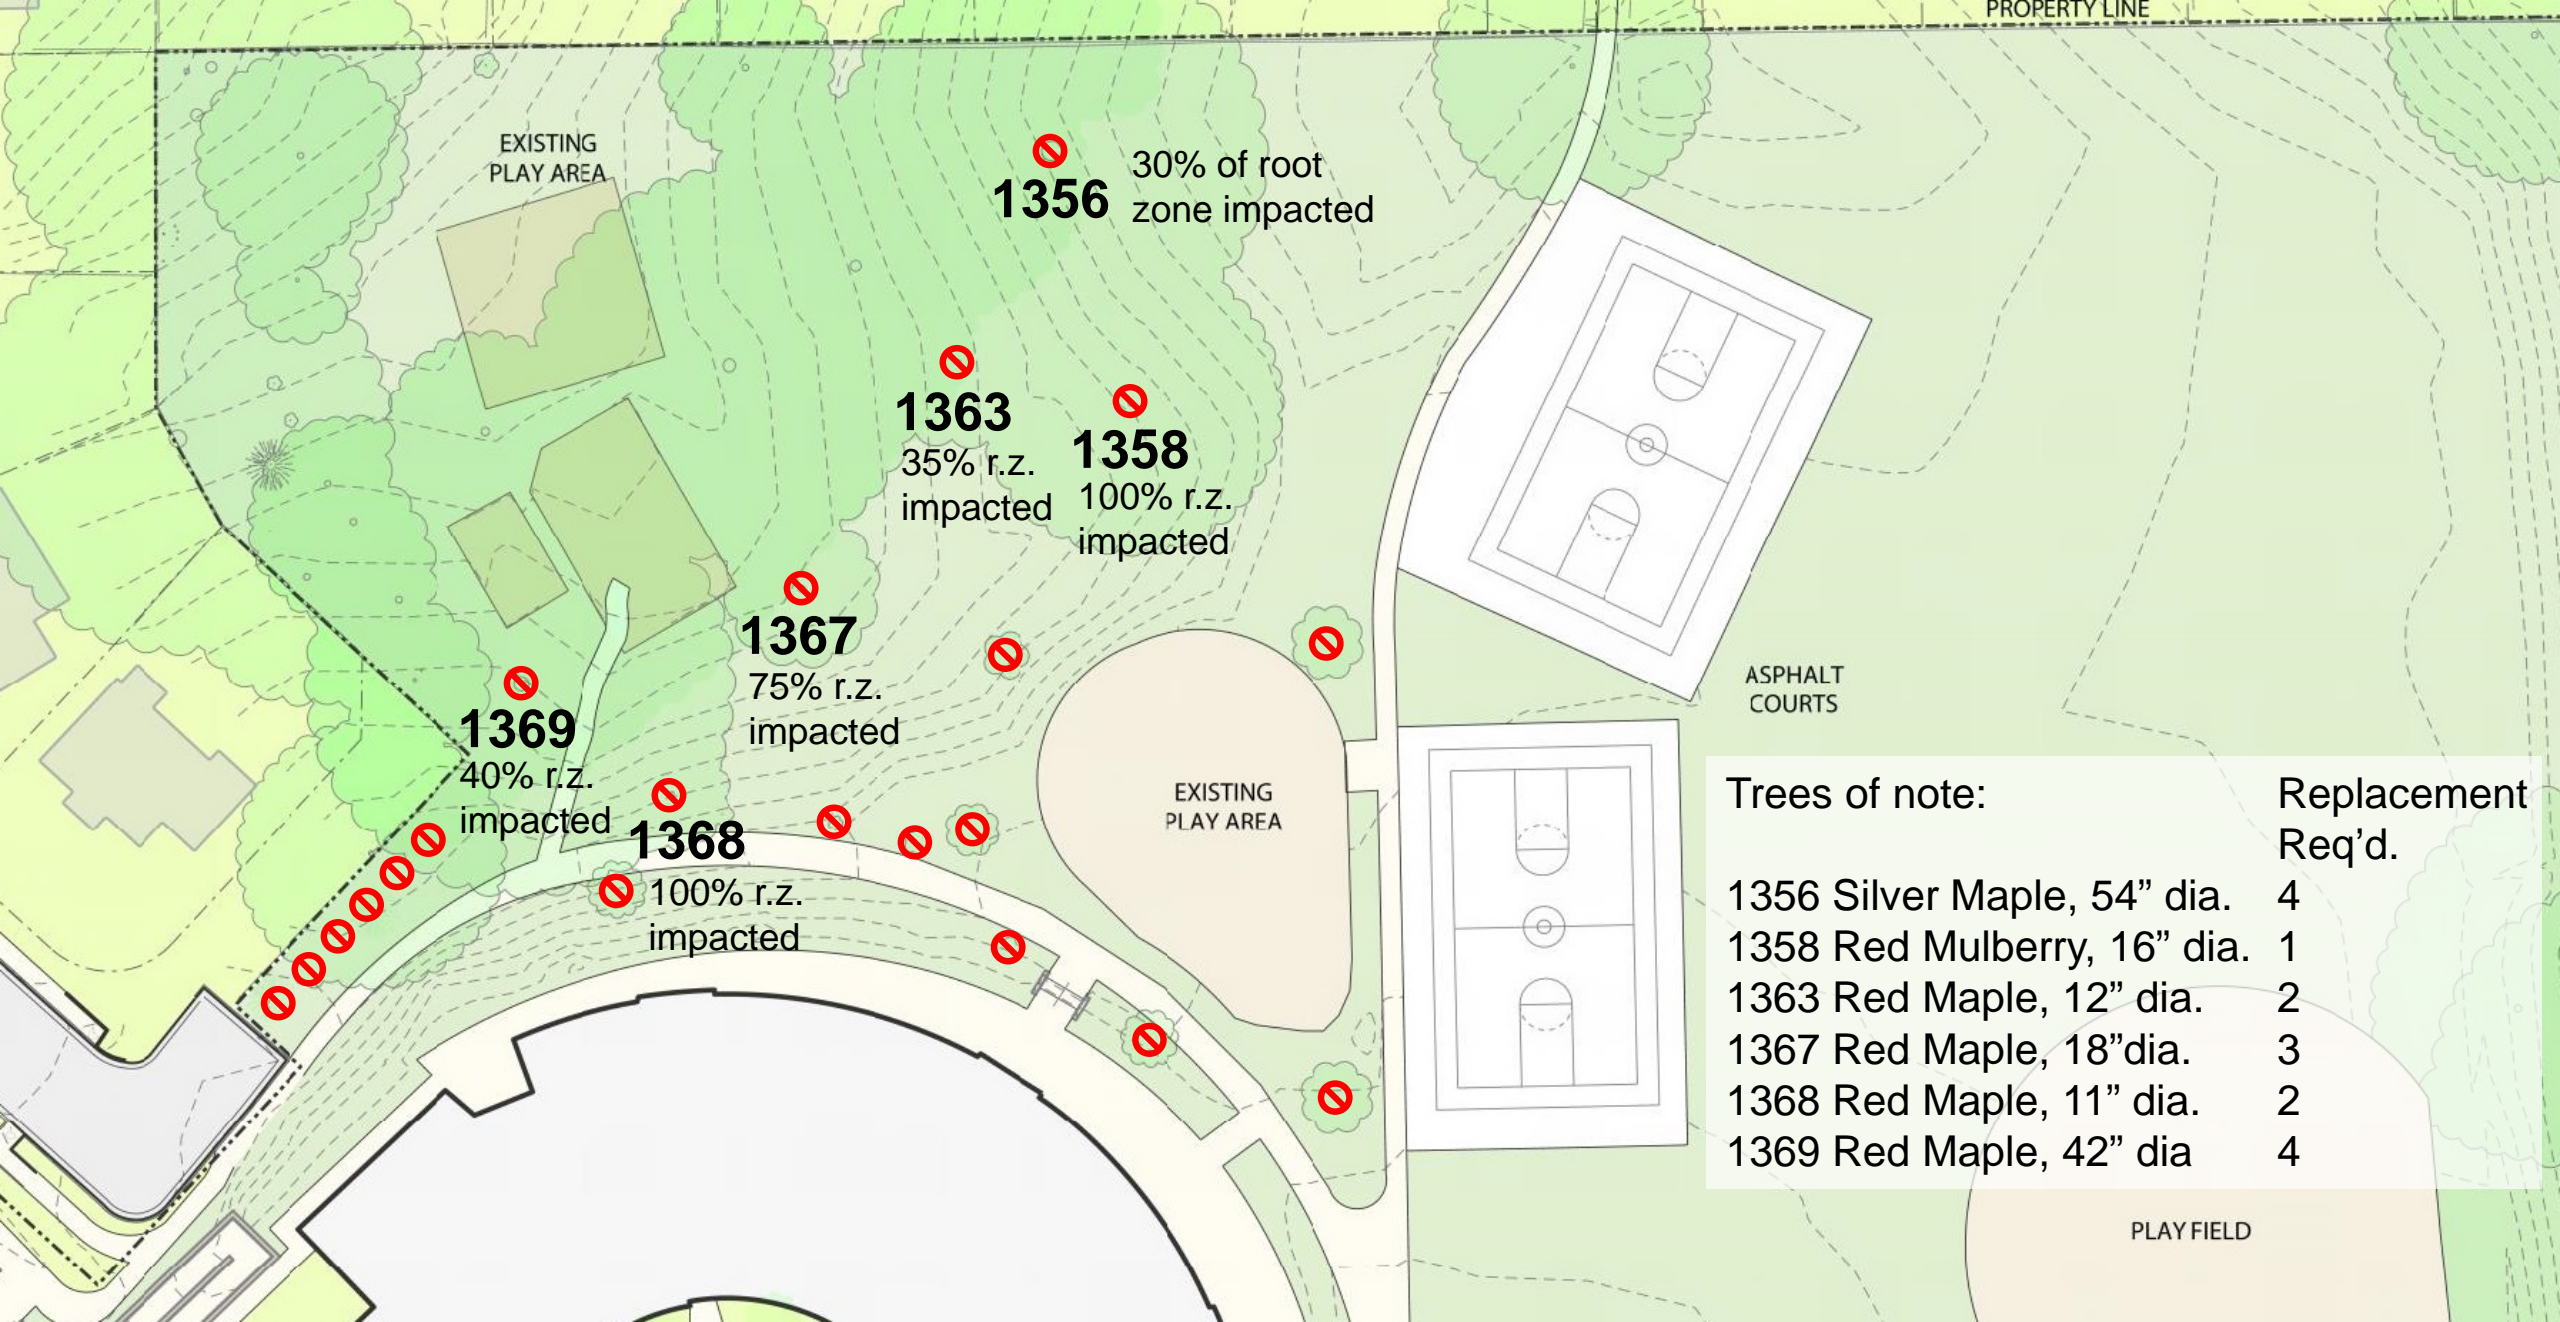 PROPERTY LINE
EXISTING
PLAY AREA
1356
30% of root
zone impacted
1363
35% r.z.
impacted
1358
100% r.z.
impacted
1367
75% r.z.
impacted
1369
40% r.z.
impacted
1368
100% r.z.
impacted
EXISTING
PLAY AREA
ASPHALT
COURTS
Trees of note: Replacement
Req’d.
1356 Silver Maple, 54” dia. 4
1358 Red Mulberry, 16” dia. 1
1363 Red Maple, 12” dia. 2
1367 Red Maple, 18”dia. 3
1368 Red Maple, 11” dia. 2
1369 Red Maple, 42” dia 4
PLAY FIELD